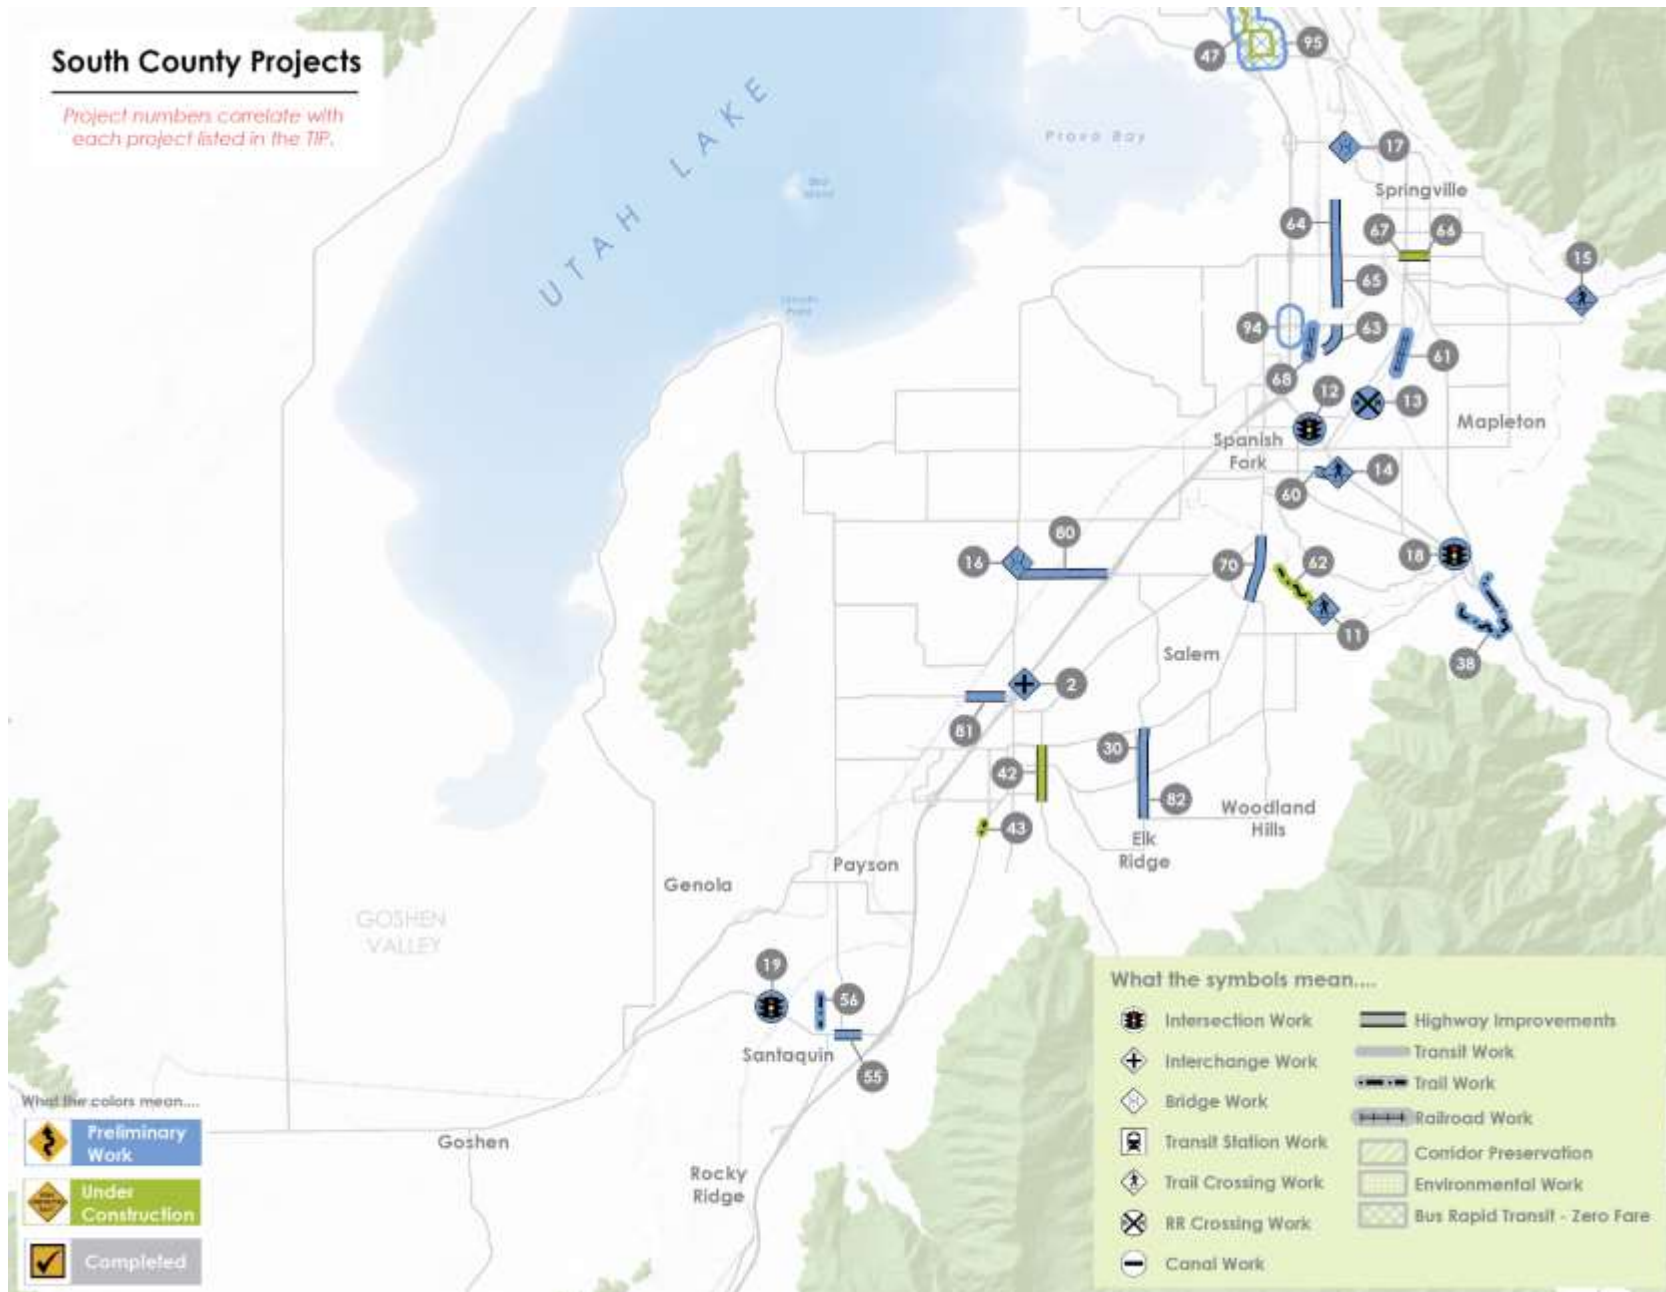 South County Projects
Project numbers correlate with
each project listed in the TIP.
47
95
UTAH LAKE
Provo Bay
17
Springville
64
67
66
15
65
94
63
61
68
12
13
Mapleton
Spanish
Fork
14
60
80
16
18
70
62
11
38
Salem
2
81
30
42
82
Woodland
Hills
43
Elk
Ridge
Payson
Genola
GOSHEN
VALLEY
19
56
Santaquin
55
Goshen
Rocky
Ridge
What the colors mean....
Preliminary
Work
Under
Construction
Completed
What the symbols mean....
Intersection Work
Interchange Work
Bridge Work
Transit Station Work
Trail Crossing Work
RR Crossing Work
Canal Work
Highway Improvements
Transit Work
Trail Work
Railroad Work
Corridor Preservation
Environmental Work
Bus Rapid Transit - Zero Fare